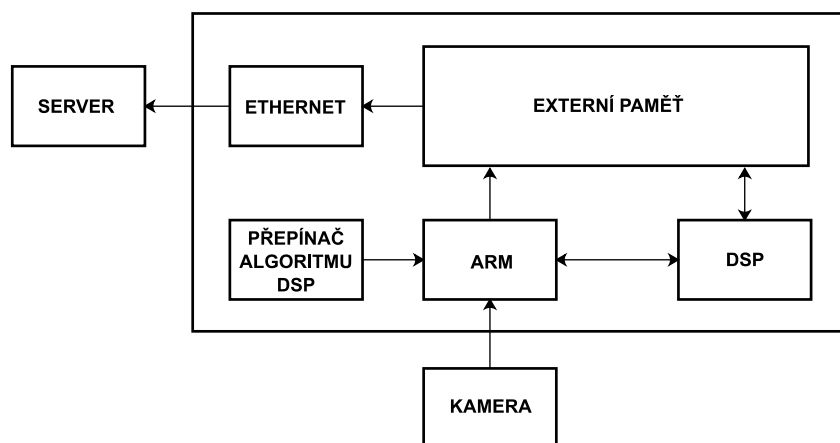 SERVER
ETHERNET
EXTERNÍ PAMĚŤ
PŘEPÍNAČ
ALGORITMU
DSP
ARM
DSP
KAMERA